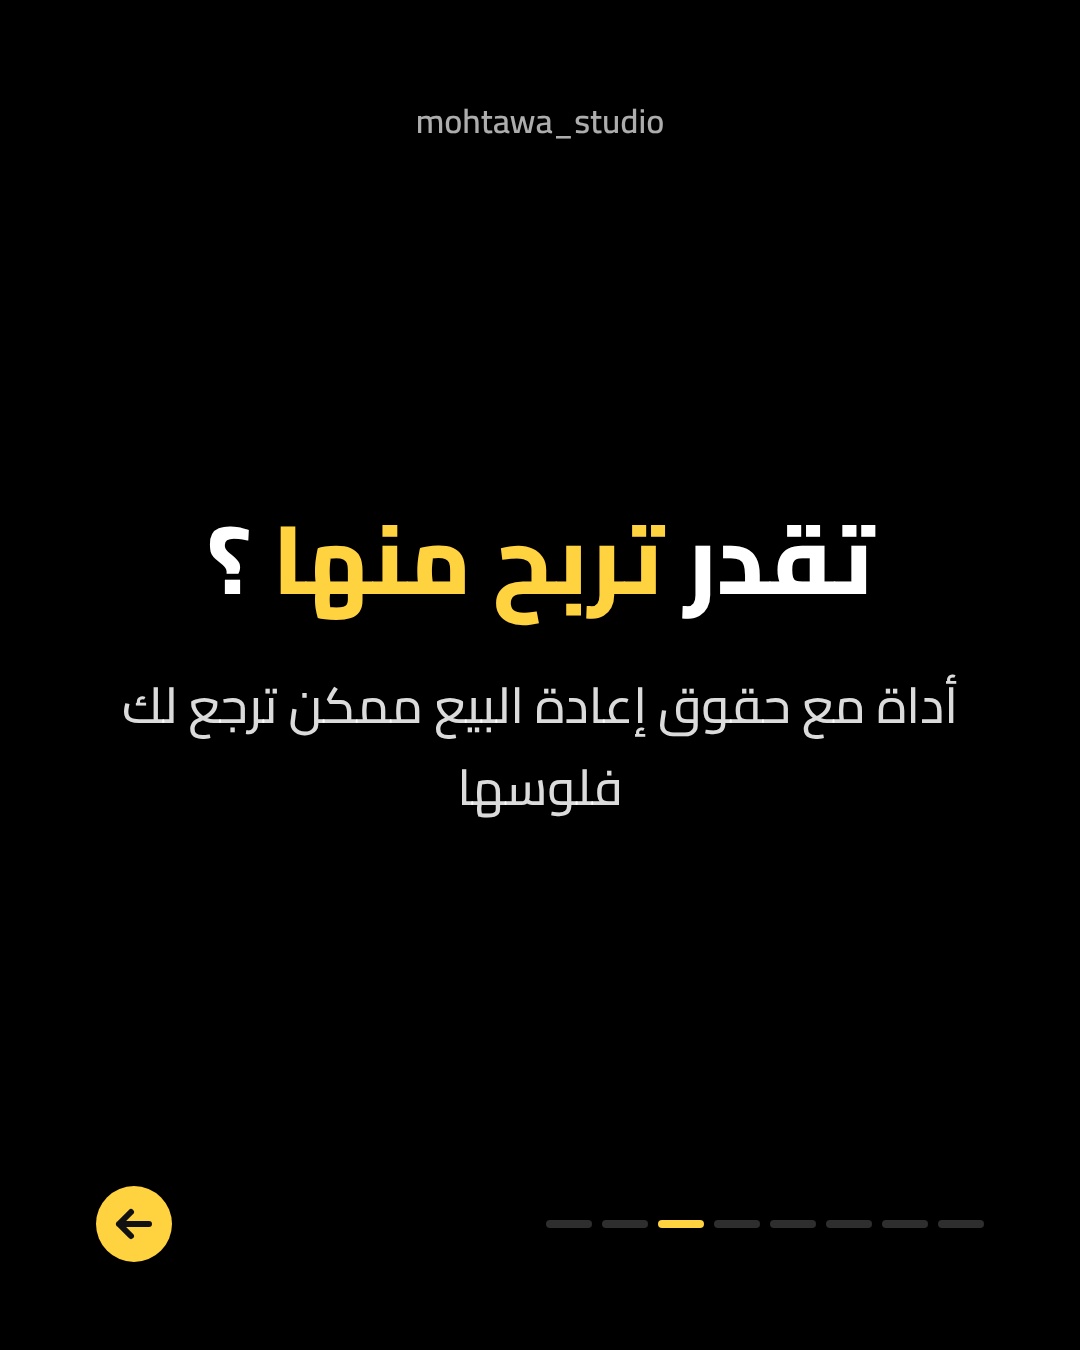 mohtawa_studio
تقدر تربح منها ؟
أداة مع حقوق إعادة البيع ممكن ترجع لك
فلوسها